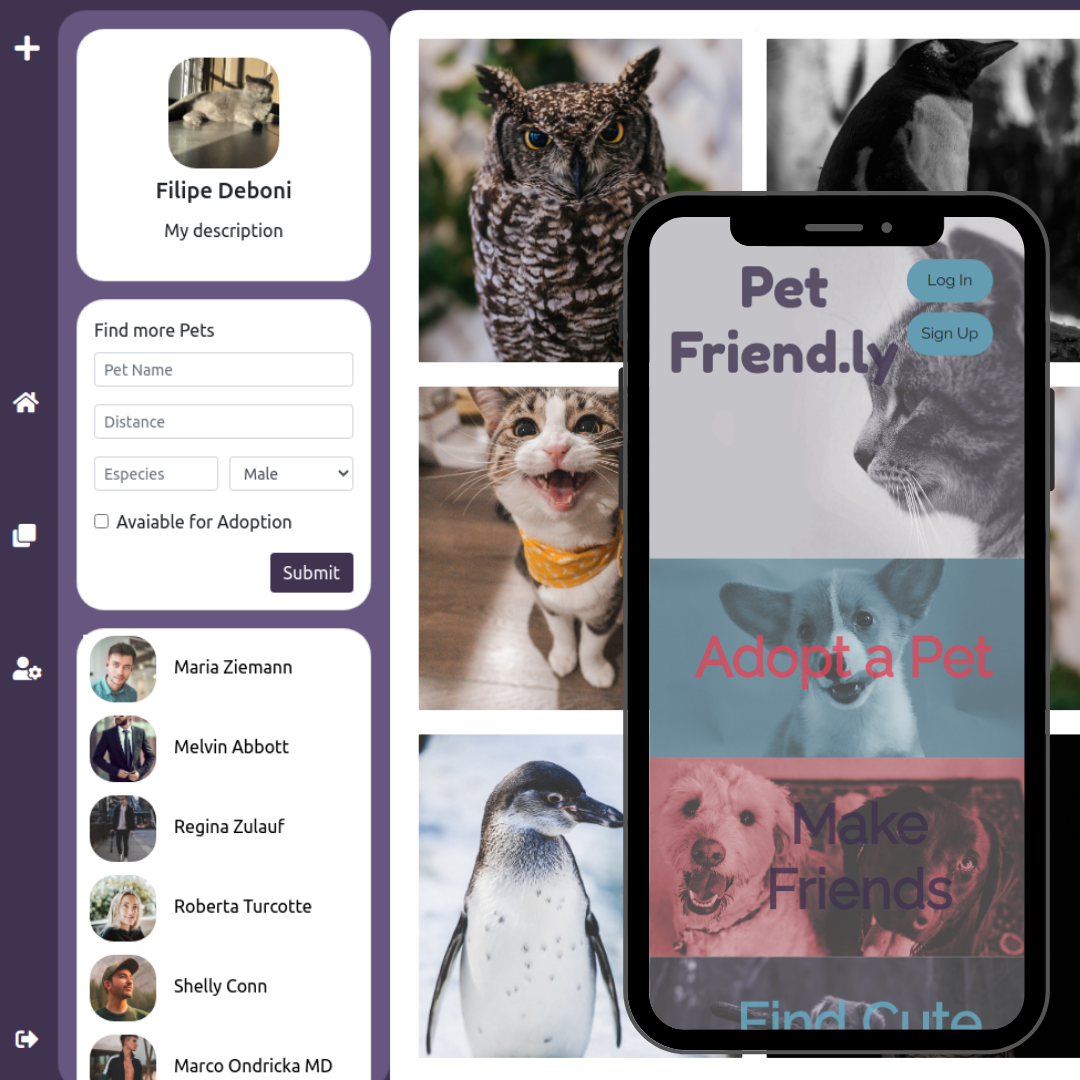 Filipe Deboni
My description
Find more Pets
Pet Name
Distance
Especies
Male
Avaiable for Adoption
Submit
Maria Ziemann
Melvin Abbott
Regina Zulauf
Roberta Turcotte
Shelly Conn
Marco Ondricka MD
Pet
Friend.ly
Log In
Sign Up
Adopt a Pet
Make
Friends
Find Cute